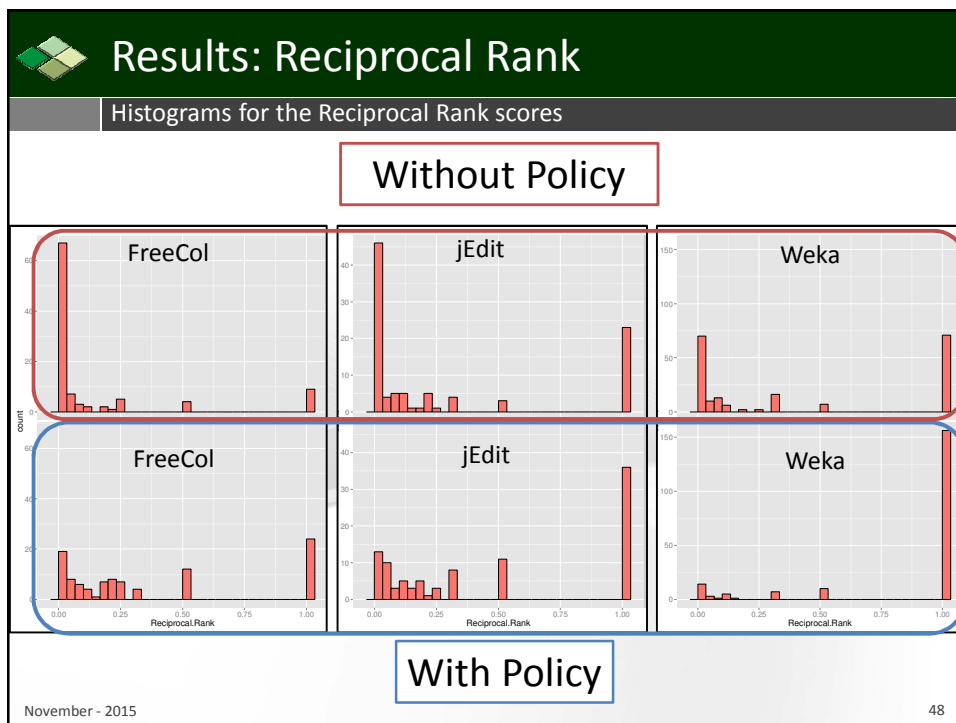 Results: Reciprocal Rank
Histograms for the Reciprocal Rank scores
Without Policy
FreeCol
jEdit
Weka
60
40
20
0
40
30
20
10
0
150
100
50
0
count
FreeCol
jEdit
Weka
60
40
20
0
40
30
20
10
0
150
100
50
0
0.00 0.25 0.50 0.75 1.00
0.00 0.25 0.50 0.75 1.00
0.00 0.25 0.50 0.75 1.00
Reciprocal.Rank
Reciprocal.Rank
Reciprocal.Rank
With Policy
November - 2015
48